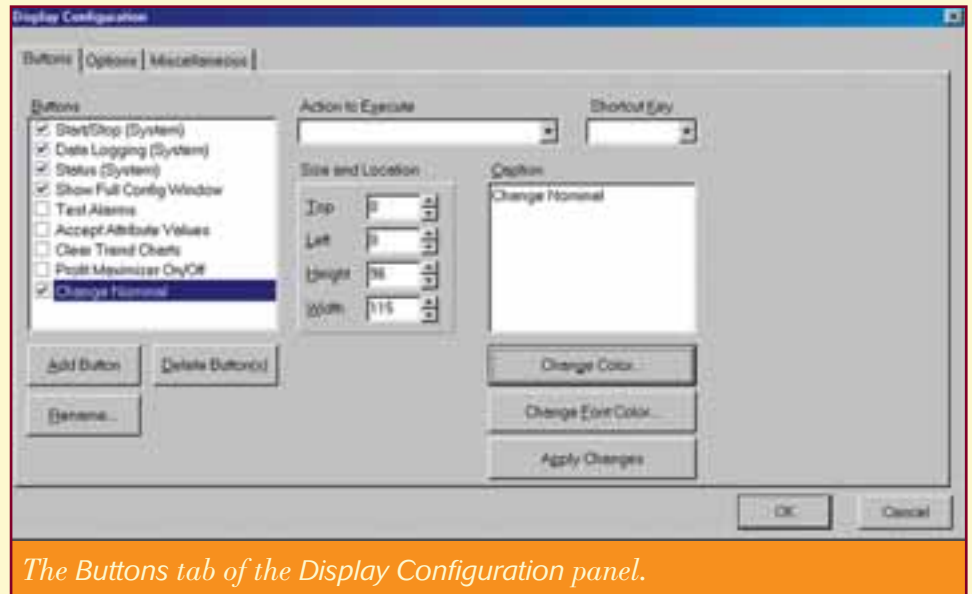 Display Configuration
Buttons Options Miscellaneous
Buttons
Start/Stop (System)
Data Logging (System)
Status (System)
Show Full Config Window
Test Alarms
Accept Attribute Values
Clear Trend Charts
Profit Maximizer On/Off
Change Nominal
Add Button
Delete Button(s)
Rename...
Action to Execute
Shortcut Key
Size and Location
Top
Left
Height
Width 115
Caption
Change Nominal
Change Color...
Change Font Color...
Apply Changes
OK
Cancel
The Buttons tab of the Display Configuration panel.